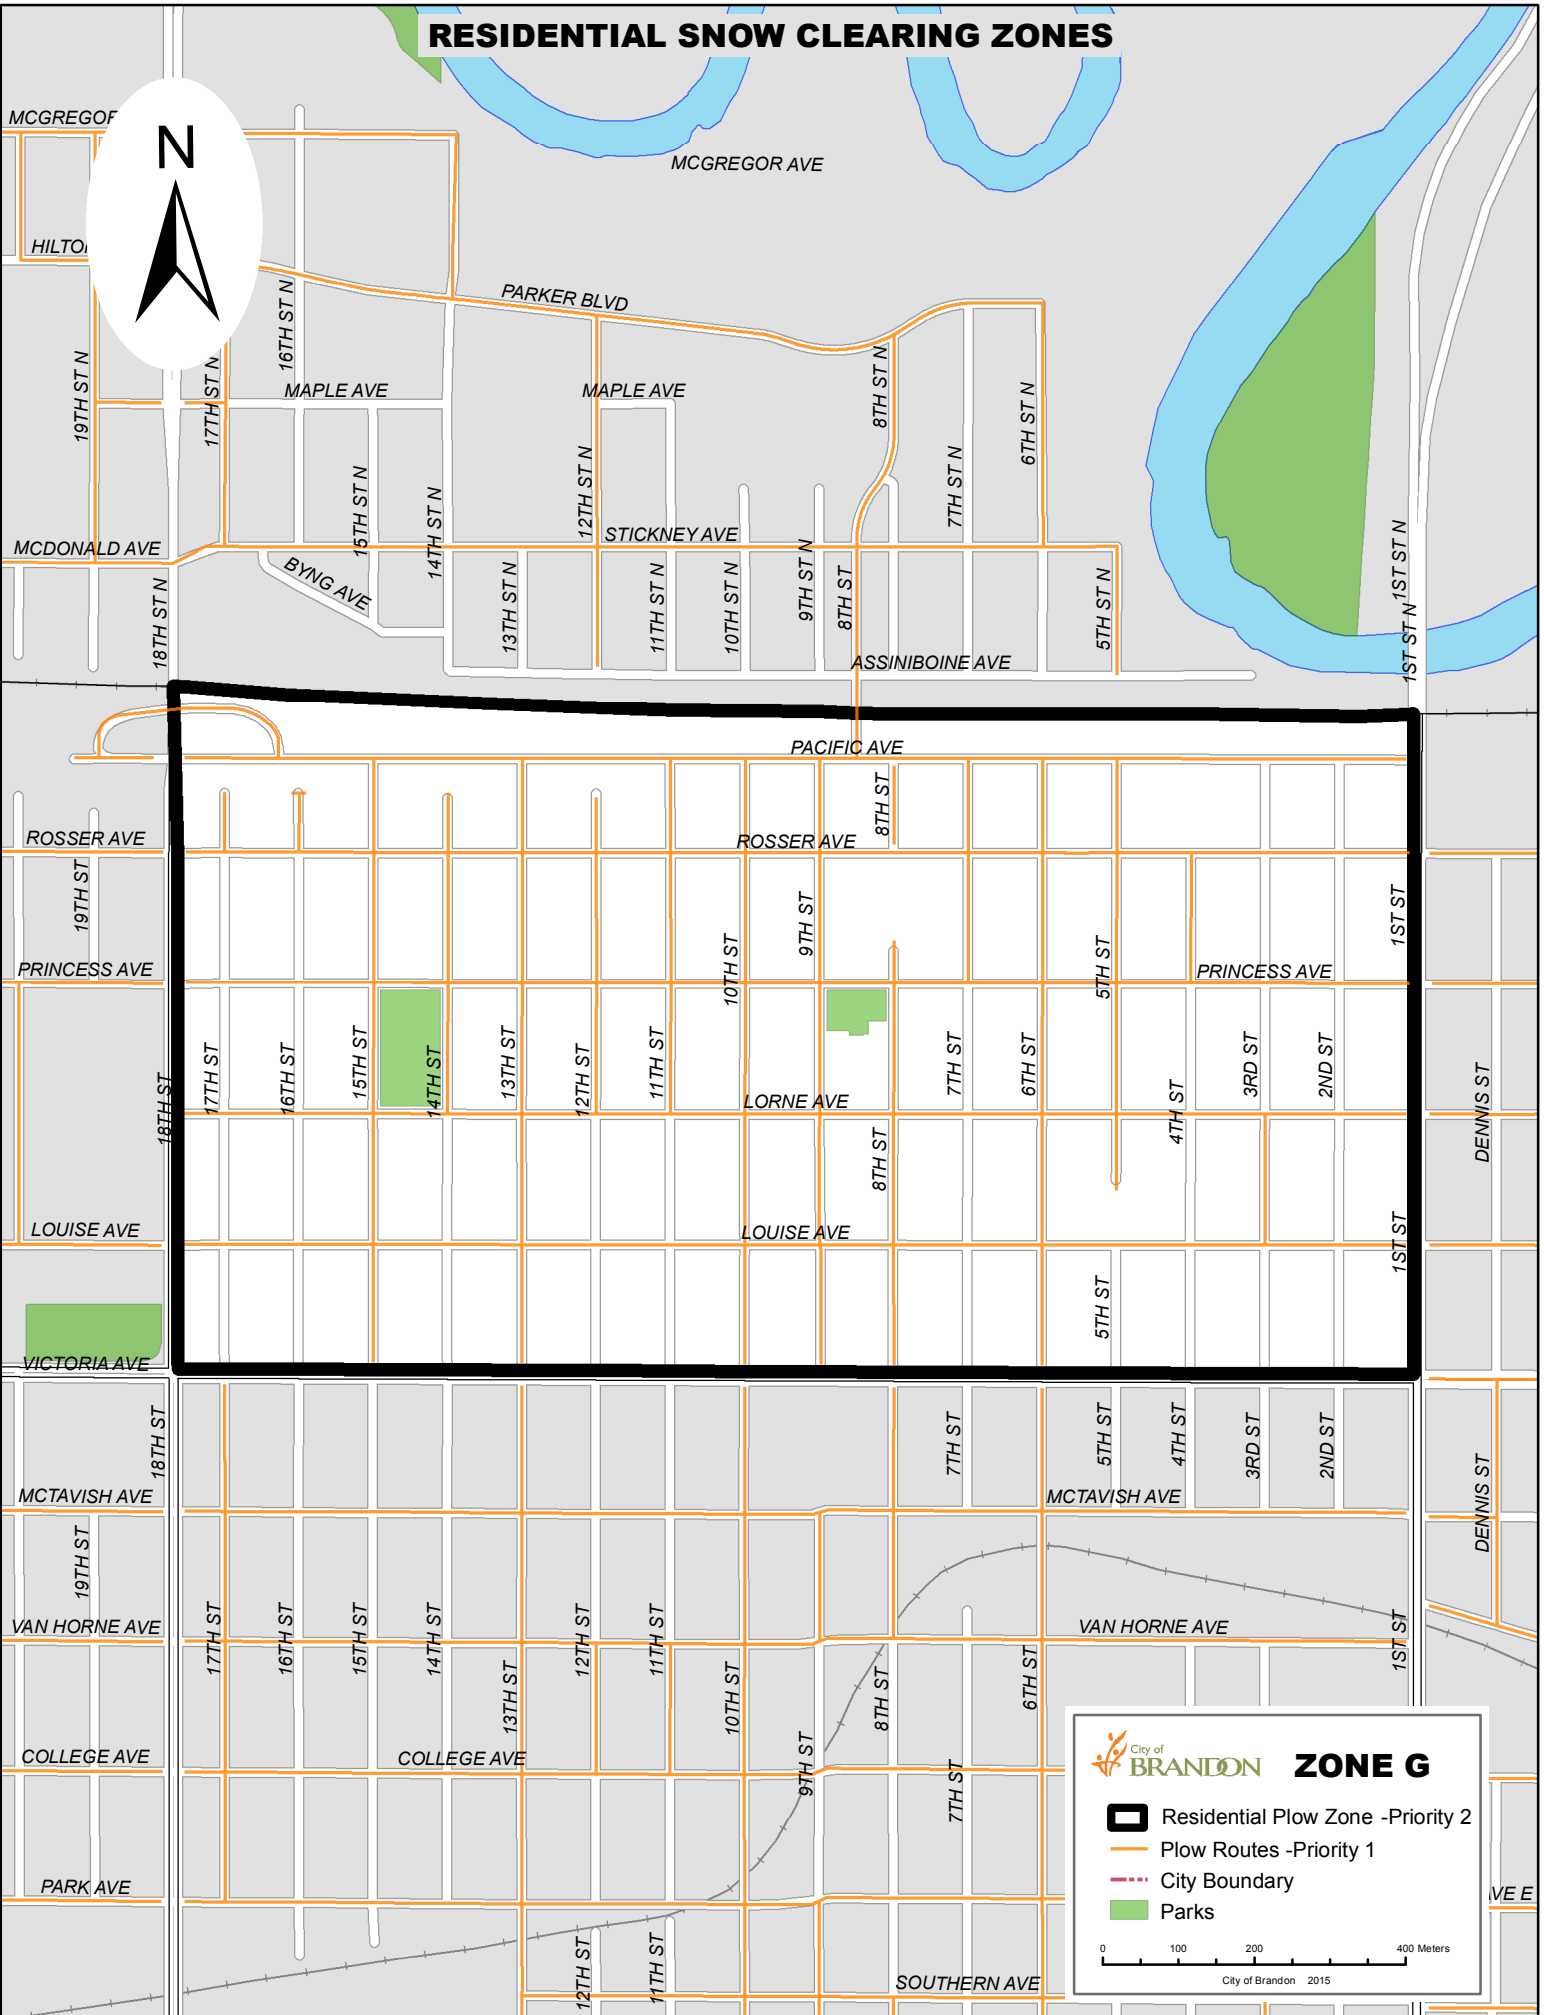 RESIDENTIAL SNOW CLEARING ZONES
MCGREGOR
N
MCGREGOR AVE
PARKER BLVD
16TH ST N
19TH ST N
17TH ST N
MAPLE AVE
MAPLE AVE
8TH ST N
6TH ST N
15TH ST N
14TH ST N
12TH ST N
7TH ST N
STICKNEY AVE
MCDONALD AVE
BYNG AVE
18TH ST N
13TH ST N
11TH ST N
10TH ST N
9TH ST N
8TH ST
5TH ST N
1ST ST N
1ST ST N
ASSINIBOINE AVE
PACIFIC AVE
8TH ST
ROSSER AVE
ROSSER AVE
19TH ST
9TH ST
1ST ST
10TH ST
5TH ST
PRINCESS AVE
PRINCESS AVE
18TH ST
17TH ST
16TH ST
15TH ST
14TH ST
13TH ST
12TH ST
11TH ST
7TH ST
6TH ST
4TH ST
3RD ST
2ND ST
DENNIS ST
LORNE AVE
8TH ST
LOUISE AVE
LOUISE AVE
1ST ST
5TH ST
VICTORIA AVE
18TH ST
7TH ST
5TH ST
4TH ST
3RD ST
2ND ST
DENNIS ST
MCTAVISH AVE
MCTAVISH AVE
19TH ST
VAN HORNE AVE
VAN HORNE AVE
17TH ST
16TH ST
15TH ST
14TH ST
13TH ST
12TH ST
11TH ST
10TH ST
8TH ST
6TH ST
1ST ST
COLLEGE AVE
COLLEGE AVE
9TH ST
7TH ST
PARK AVE
12TH ST
11TH ST
SOUTHERN AVE
AVE E
City of
BRANDON
ZONE G
Residential Plow Zone -Priority 2
Plow Routes -Priority 1
City Boundary
Parks
0 100 200 400 Meters
City of Brandon 2015